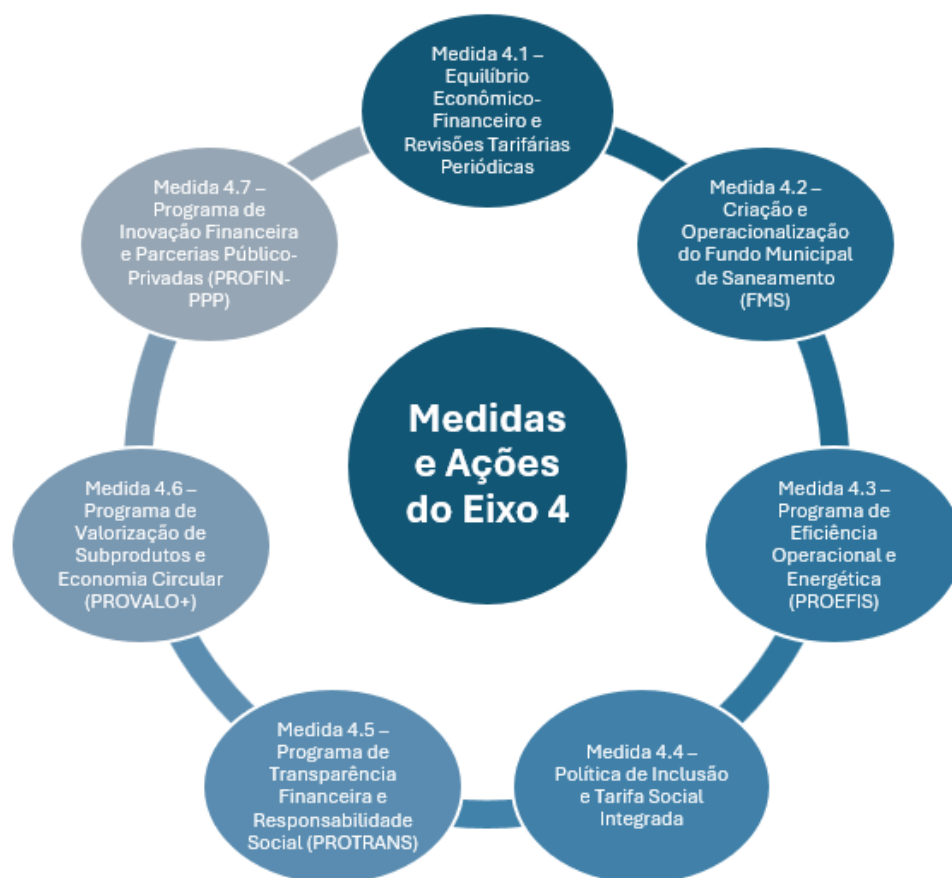 Medida 4.1 –
Equilíbrio
Econômico-
Financeiro e
Revisões Tarifárias
Periódicas
Medida 4.2 –
Criação e
Operacionalização
do Fundo Municipal
de Saneamento
(FMS)
Medida 4.3 –
Programa de
Eficiência
Operacional e
Energética
(PROEFIS)
Medida 4.4 –
Política de Inclusão
e Tarifa Social
Integrada
Medida 4.5 –
Programa de
Transparência
Financeira e
Responsabilidade
Social (PROTRANS)
Medida 4.6 –
Programa de
Valorização de
Subprodutos e
Economia Circular
(PROVALO+)
Medida 4.7 –
Programa de
Inovação Financeira
e Parcerias Público-
Privadas (PROFIN-
PPP)
Medidas
e Ações
do Eixo 4